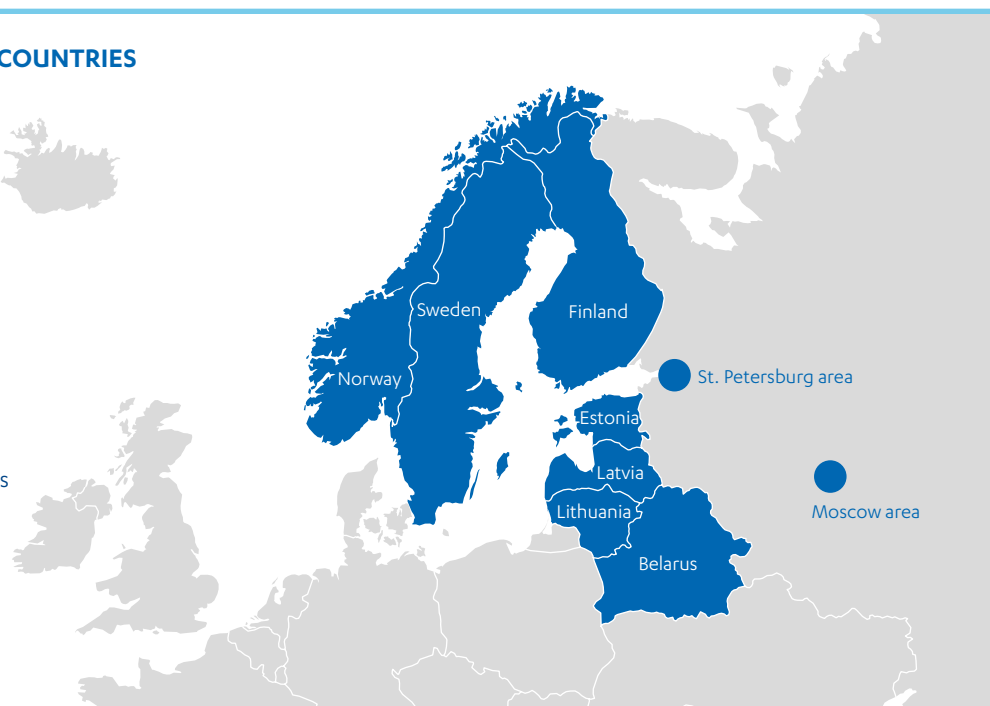 COUNTRIES
Sweden
Finland
Norway
St. Petersburg area
Estonia
Latvia
s
Lithuania
Moscow area
Belarus